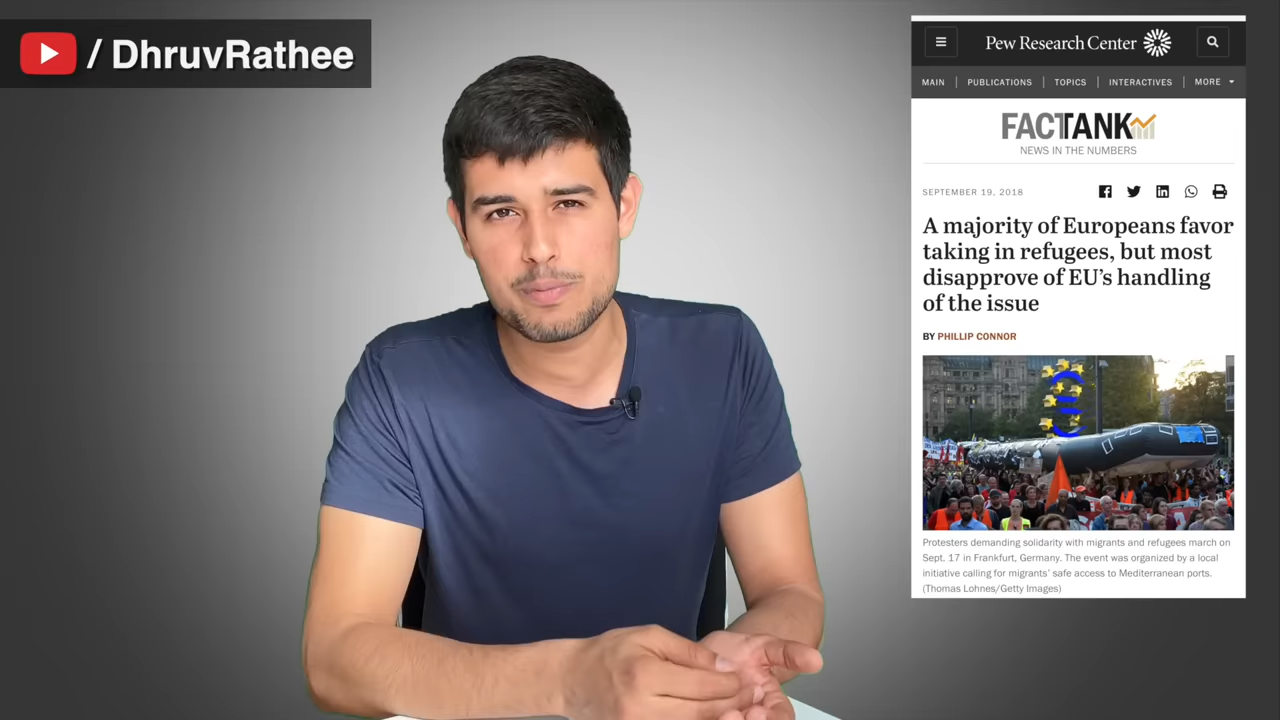 / DhruvRathee
Pew Research Center
MAIN
PUBLICATIONS
TOPICS
INTERACTIVES
MORE
FACTANK
NEWS IN THE NUMBERS
SEPTEMBER 19, 2018
A majority of Europeans favor
taking in refugees, but most
disapprove of EU's handling
of the issue
BY PHILLIP CONNOR
Protesters demanding solidarity with migrants and refugees march on
Sept. 17 in Frankfurt, Germany. The event was organized by a local
initiative calling for migrants' safe access to Mediterranean ports.
(Thomas Lohnes/Getty Images)